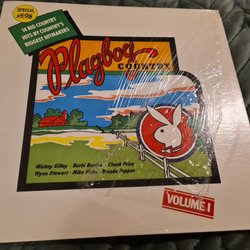 SPECIAL
$5.98
14 BIG COUNTRY
HITS BY COUNTRY'S
BIGGEST HITMAKERS
Playboy
COUNTRY
Mickey Gilley · Barbi Benton · Chuck Price
Wynn Stewart · Mike Wells · Brenda Pepper
VOLUME I